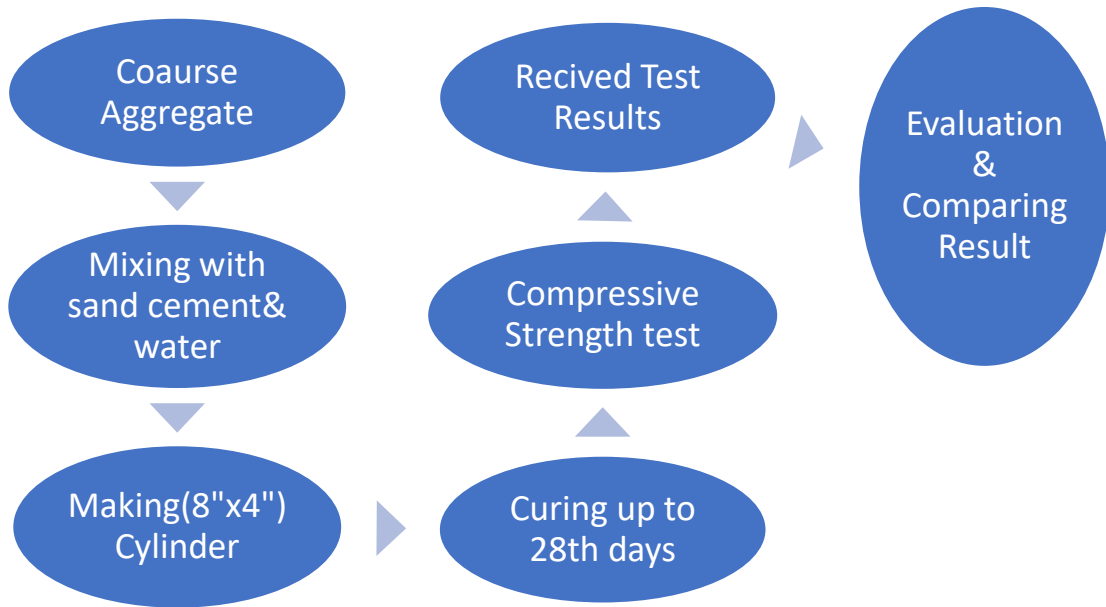 Coaurse
Aggregate
Mixing with
sand cement&
water
Making(8"x4")
Cylinder
Curing up to
28th days
Compressive
Strength test
Recived Test
Results
Evaluation
&
Comparing
Result